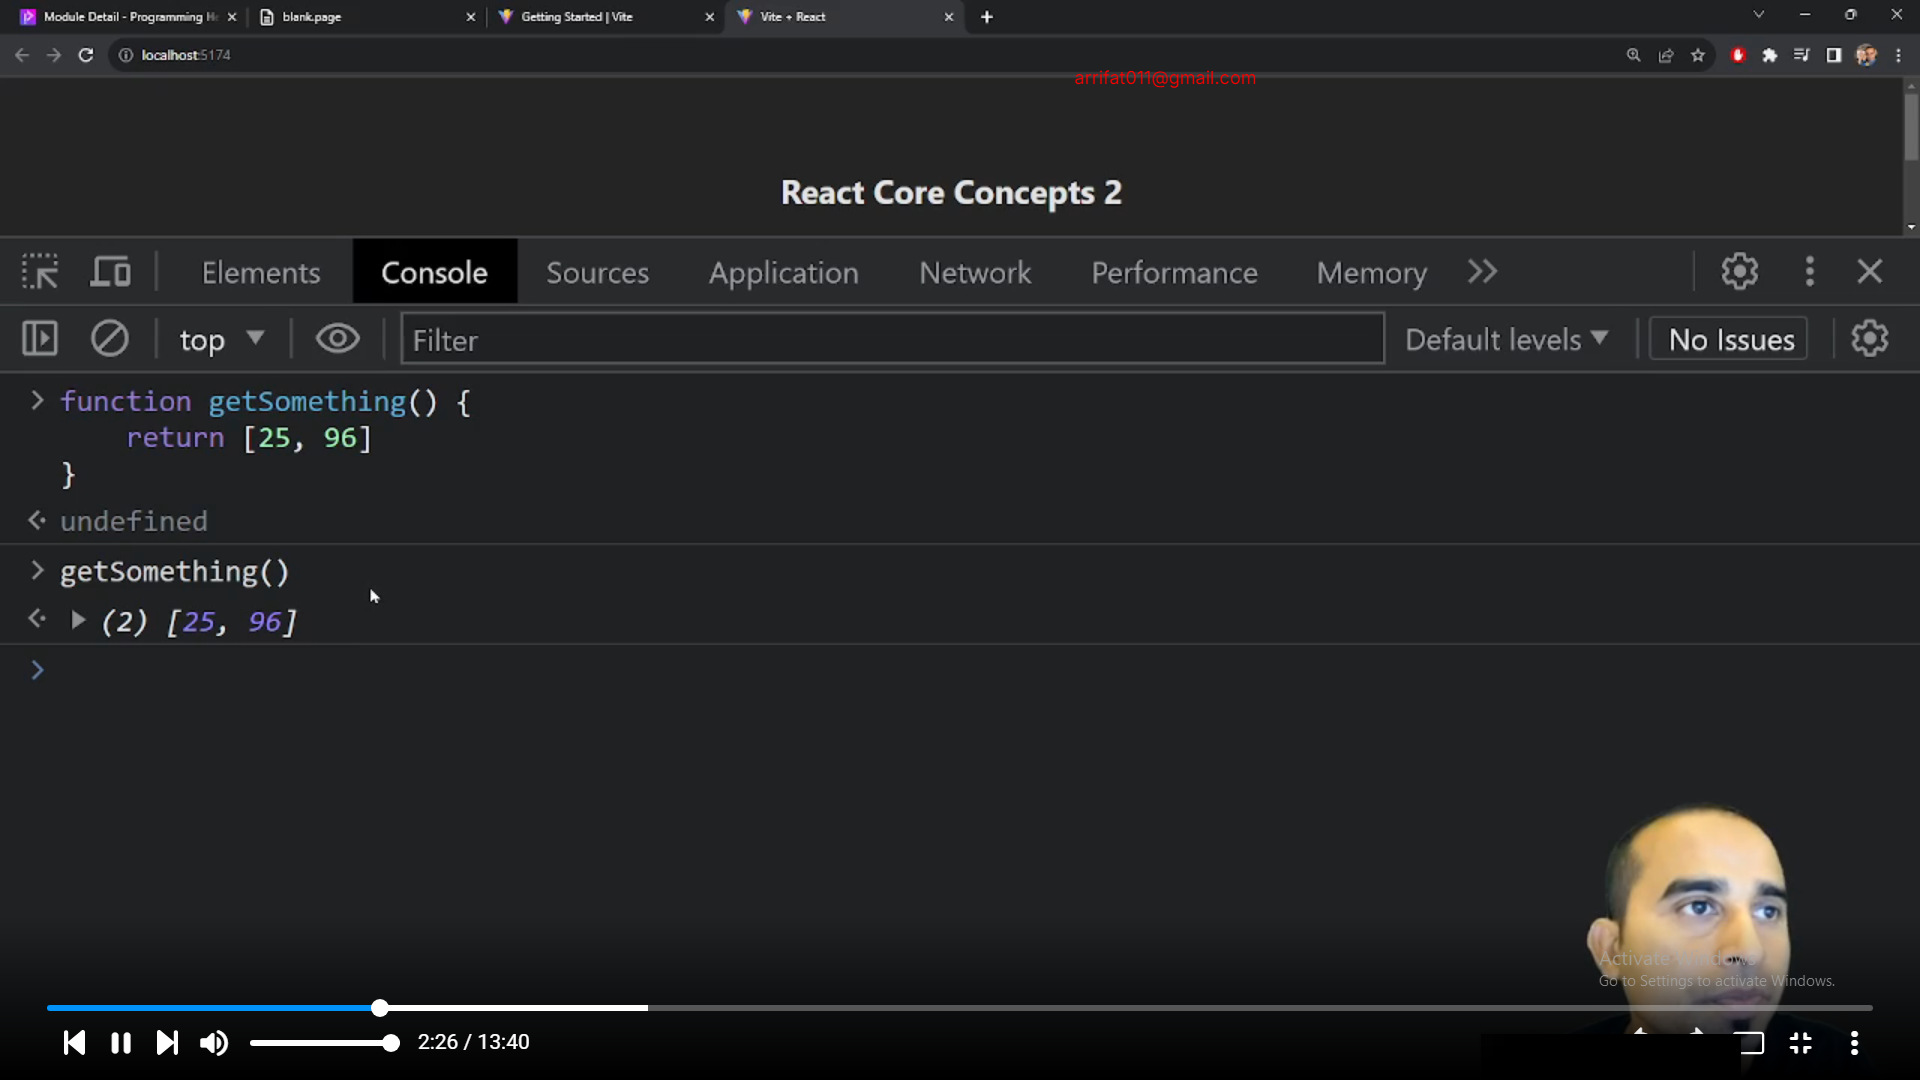 Module Detail - Programming He
blank.page
Getting Started | Vite
Vite + React
localhost:5174
arrifat011@gmail.com
React Core Concepts 2
Elements
Console
Sources
Application
Network
Performance
Memory
top
Filter
Default levels
No Issues
function getSomething() {
return [25, 96]
}
undefined
getSomething()
(2) [25, 96]
Activate Windows
Go to Settings to activate Windows.
2:26 / 13:40